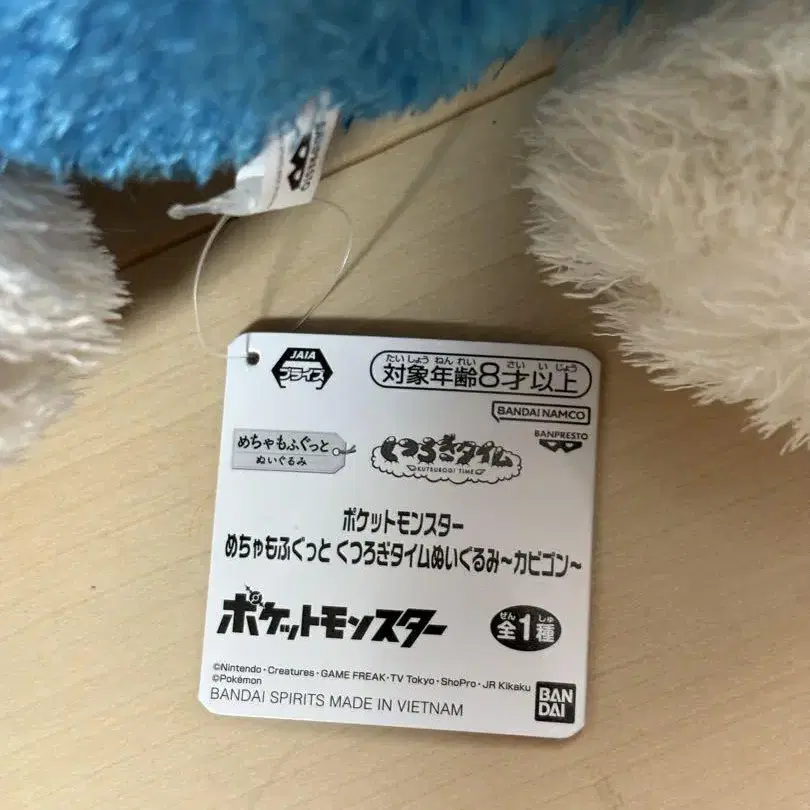 BANPRESTO
JAIA
プライズ
たいしょうねんれい さいいじょう
対象年齢8才以上
BANDAI NAMCO
BANPRESTO
めちゃもふぐっと
ぬいぐるみ
くつろぎタイム
KUTSUROGI TIME
ポケットモンスター
めちゃもふぐっと くつろぎタイムぬいぐるみ~カビゴン~
ポケットモンスター
ぜん しゅ
全1種
©Nintendo・Creatures・GAME FREAK・TV Tokyo・ShoPro・JR Kikaku
©Pokémon
BANDAI SPIRITS MADE IN VIETNAM
BAN
DAI